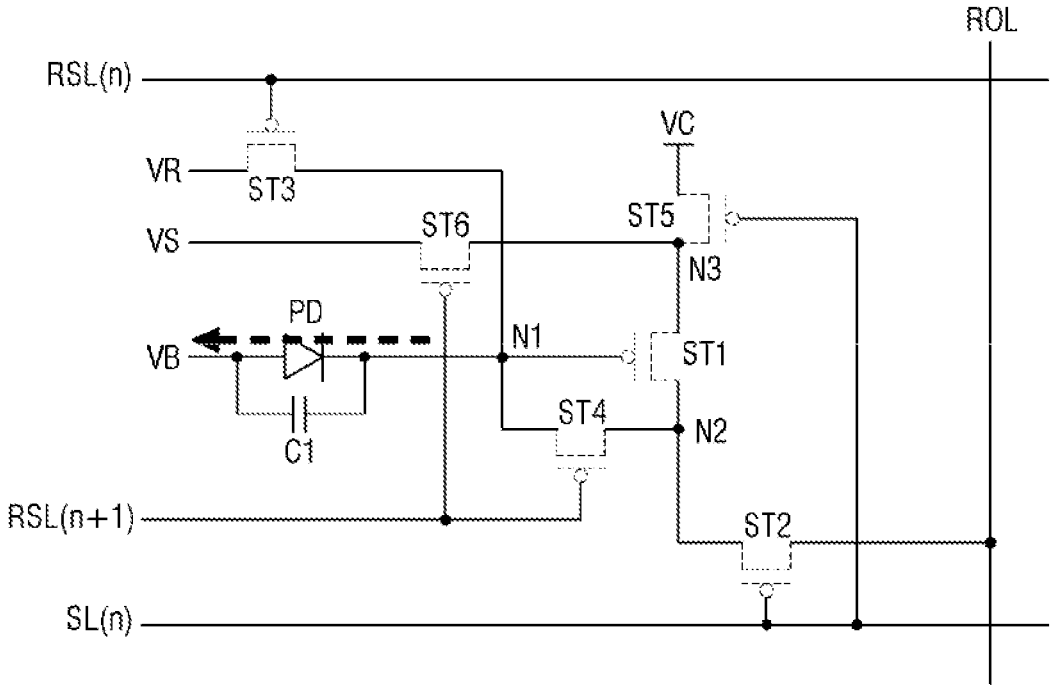 ROL
RSL(n)
VC
VR
ST3
ST6
ST5
VS
N3
PD
N1
VB
ST1
ST4
N2
C1
RSL(n+1)
ST2
SL(n)